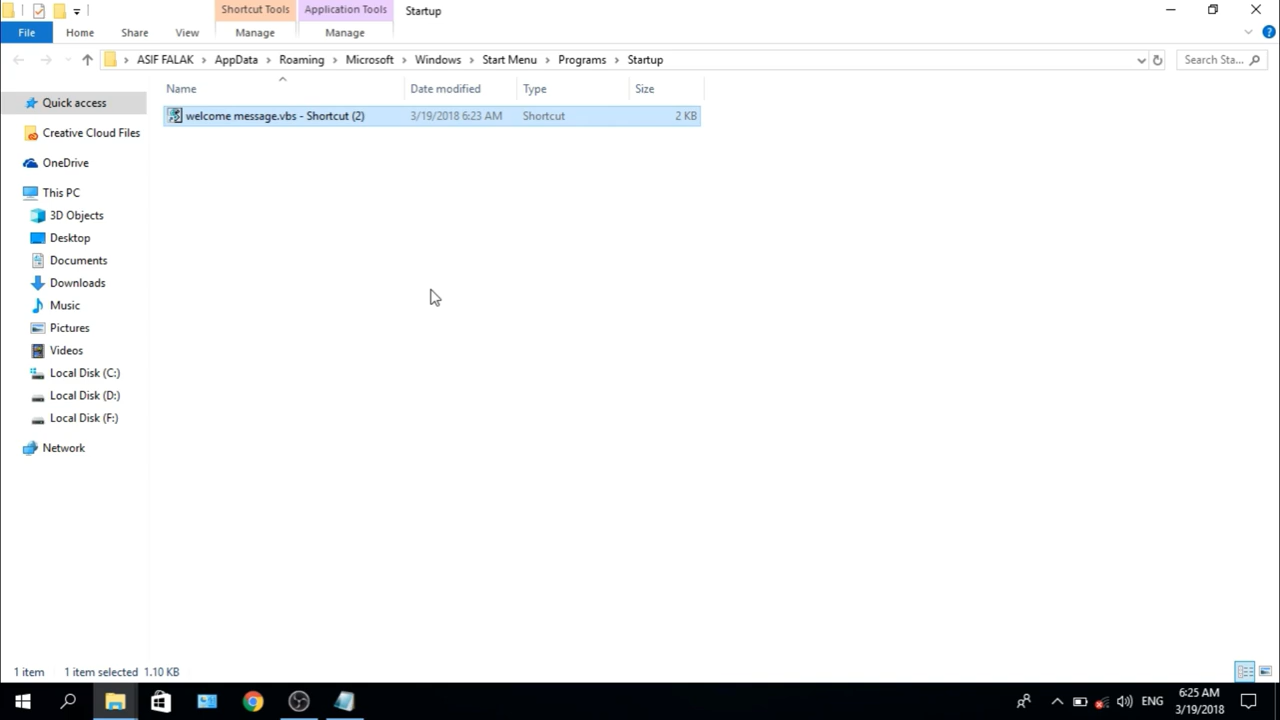 Shortcut Tools
Application Tools
Startup
File
Home
Share
View
Manage
Manage
ASIF FALAK
AppData
Roaming
Microsoft
Windows
Start Menu
Programs
Startup
Search Sta...
Name
Date modified
Type
Size
Quick access
welcome message.vbs - Shortcut (2)
3/19/2018 6:23 AM
Shortcut
2 KB
Creative Cloud Files
OneDrive
This PC
3D Objects
Desktop
Documents
Downloads
Music
Pictures
Videos
Local Disk (C:)
Local Disk (D:)
Local Disk (F:)
Network
1 item
1 item selected 1.10 KB
ENG
6:25 AM
3/19/2018